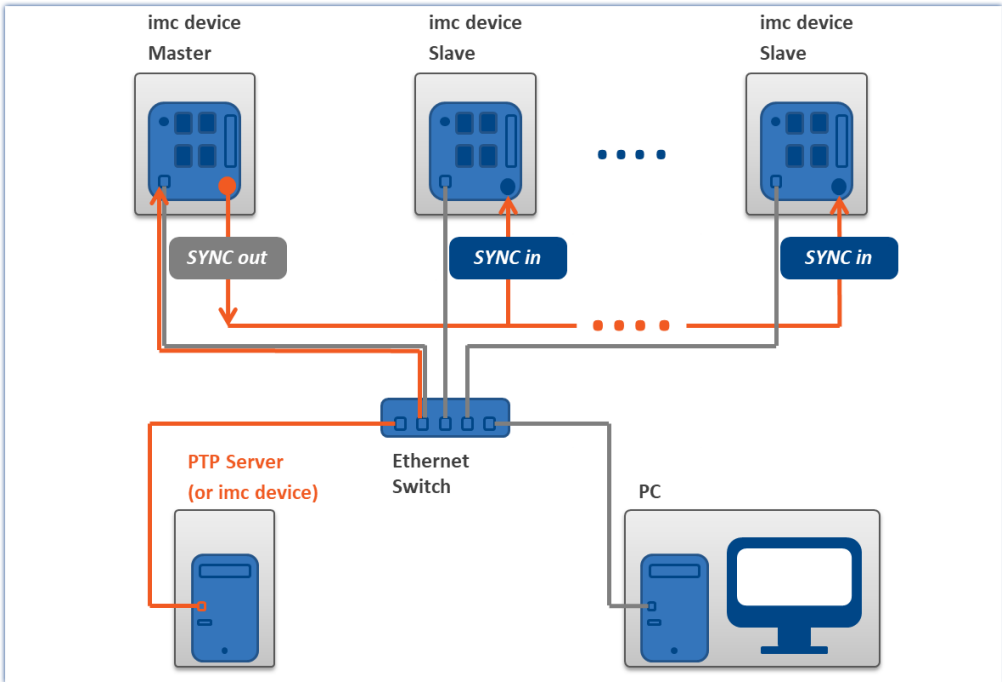 imc device
Master
imc device
Slave
imc device
Slave
SYNC out
SYNC in
SYNC in
Ethernet
Switch
PTP Server
(or imc device)
PC